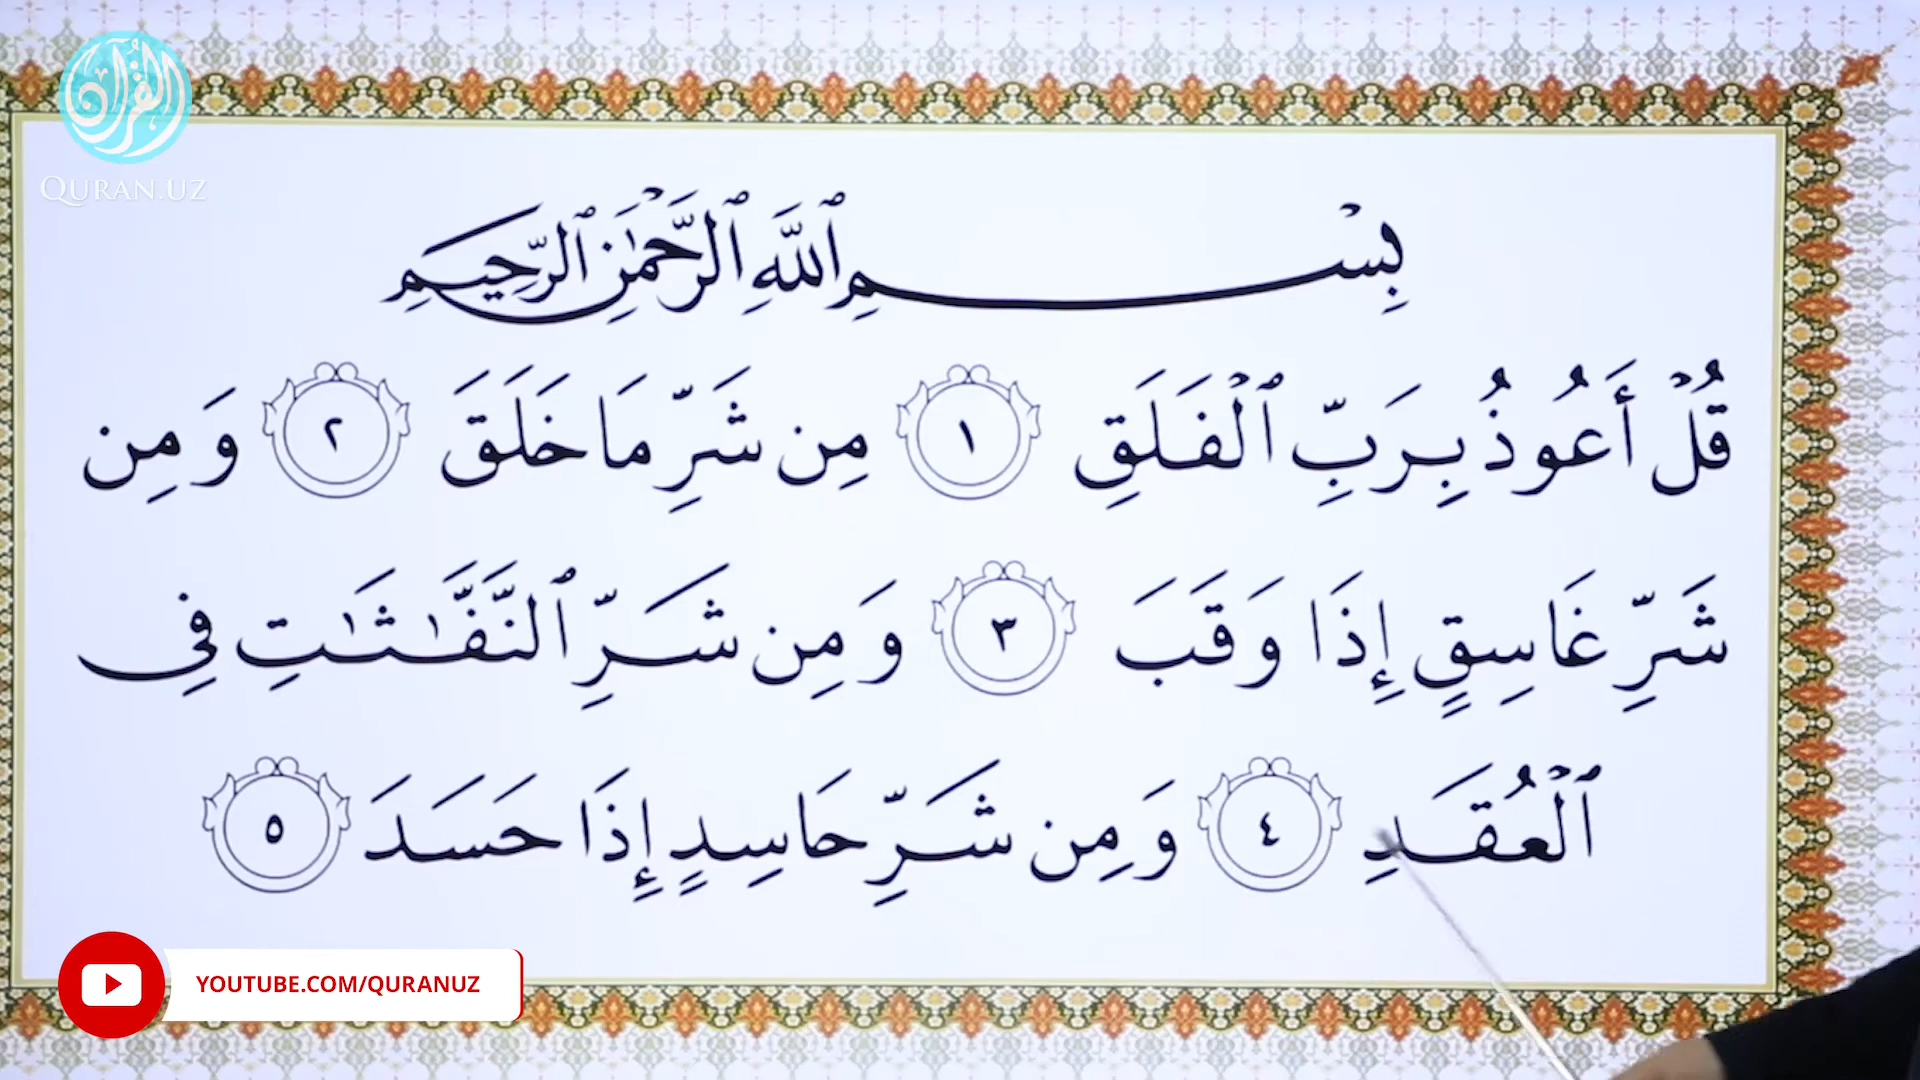 القرآن
QURAN.UZ
بِسْمِ ٱللَّهِ ٱلرَّحْمَٰنِ ٱلرَّحِيمِ
قُلْ أَعُوذُ بِرَبِّ ٱلْفَلَقِ ١ مِن شَرِّ مَا خَلَقَ ٢ وَمِن
شَرِّ غَاسِقٍ إِذَا وَقَبَ ٣ وَمِن شَرِّ ٱلنَّفَّٰثَٰتِ فِي
ٱلْعُقَدِ ٤ وَمِن شَرِّ حَاسِدٍ إِذَا حَسَدَ ٥
YOUTUBE.COM/QURANUZ